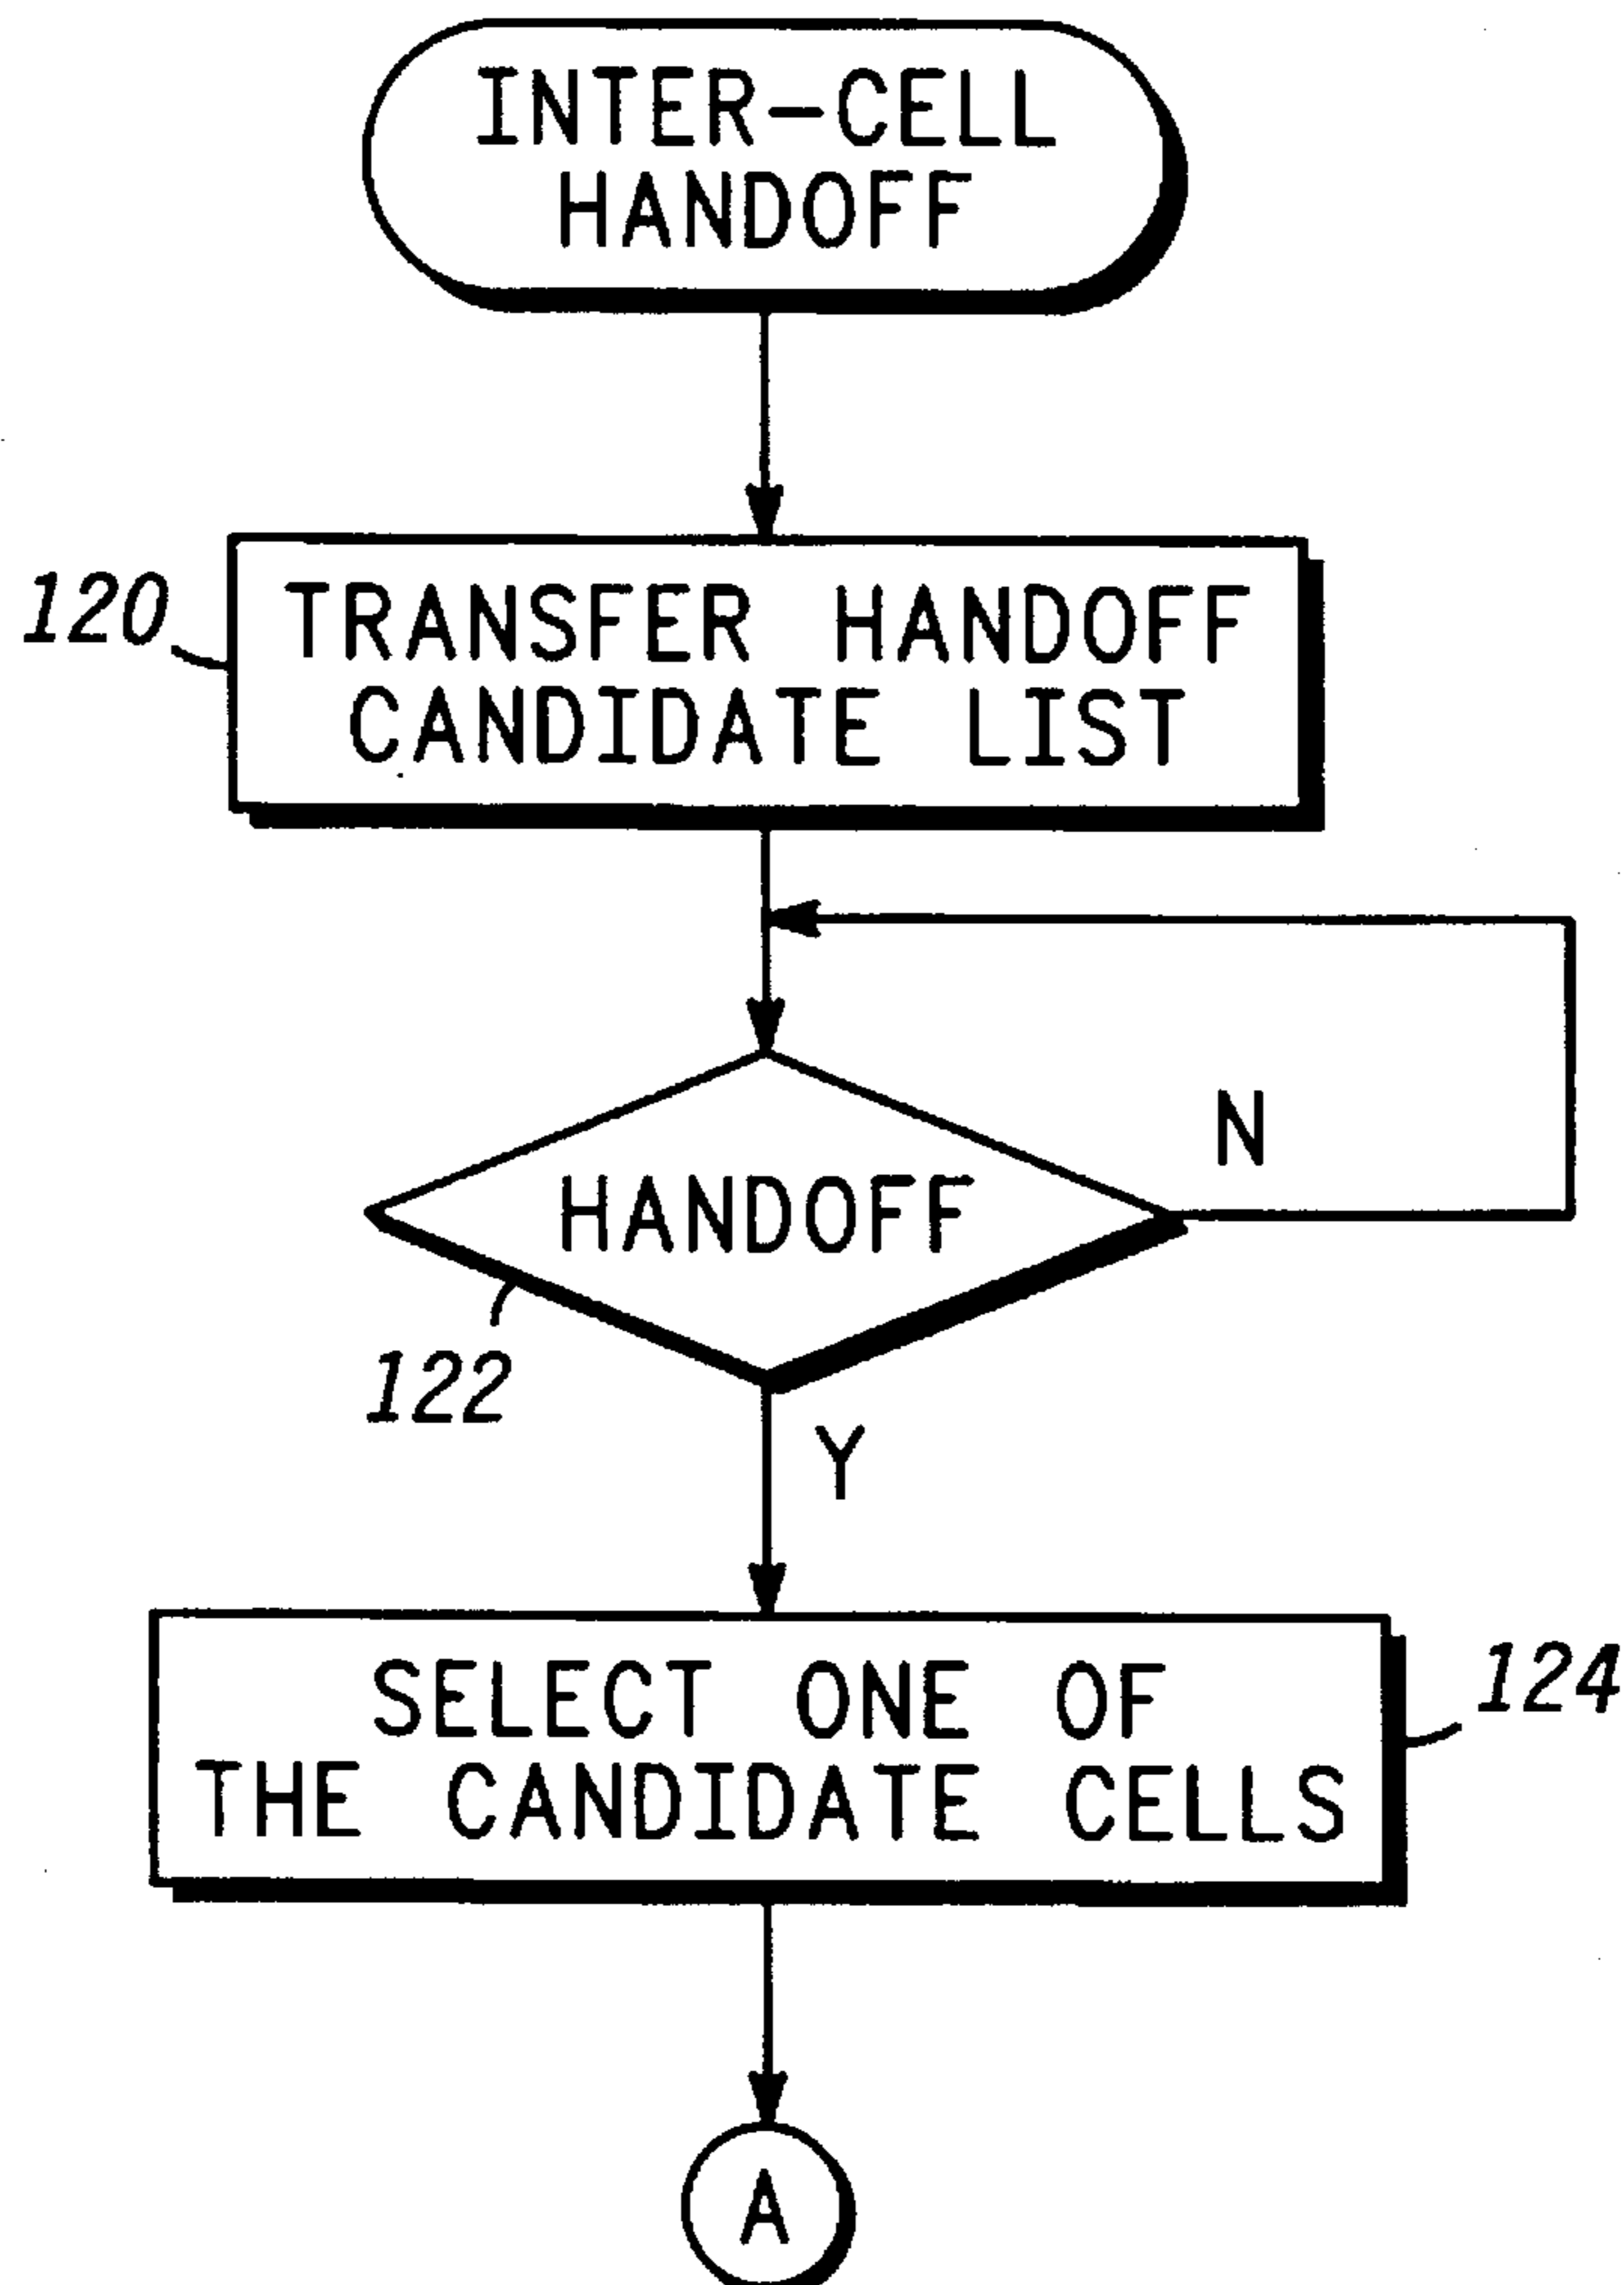 INTER-CELL
HANDOFF
120
TRANSFER HANDOFF
CANDIDATE LIST
N
HANDOFF
122
Y
SELECT ONE OF
THE CANDIDATE CELLS
124
A